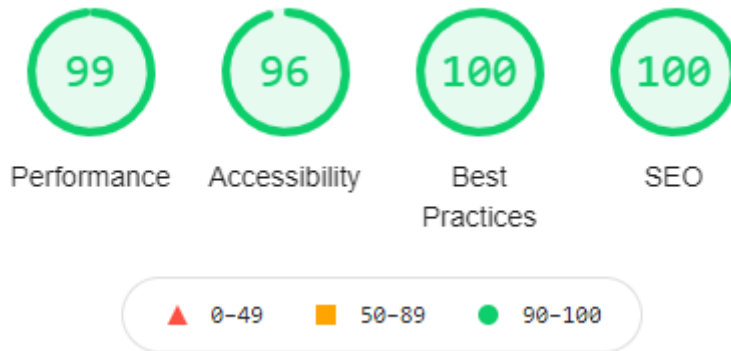 99
96
100
100
Performance
Accessibility
Best
Practices
SEO
0–49
50–89
90–100